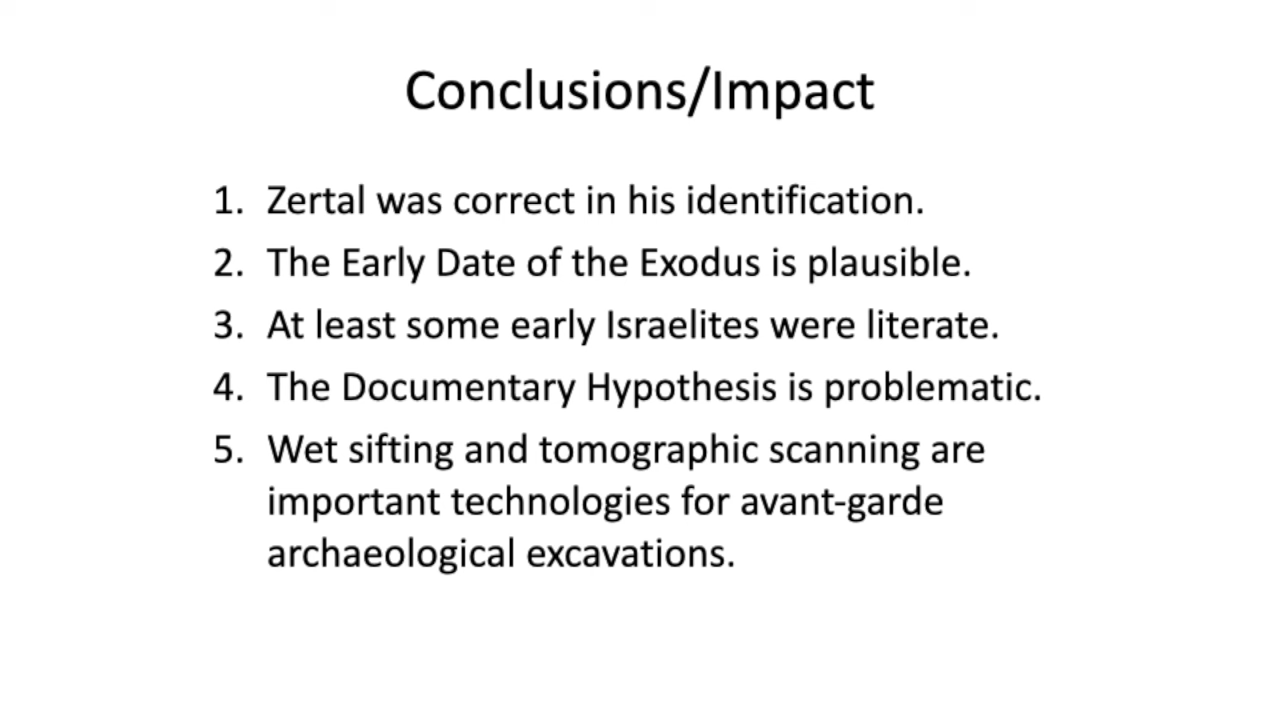 Conclusions/Impact
1. Zertal was correct in his identification.
2. The Early Date of the Exodus is plausible.
3. At least some early Israelites were literate.
4. The Documentary Hypothesis is problematic.
5. Wet sifting and tomographic scanning are
important technologies for avant-garde
archaeological excavations.